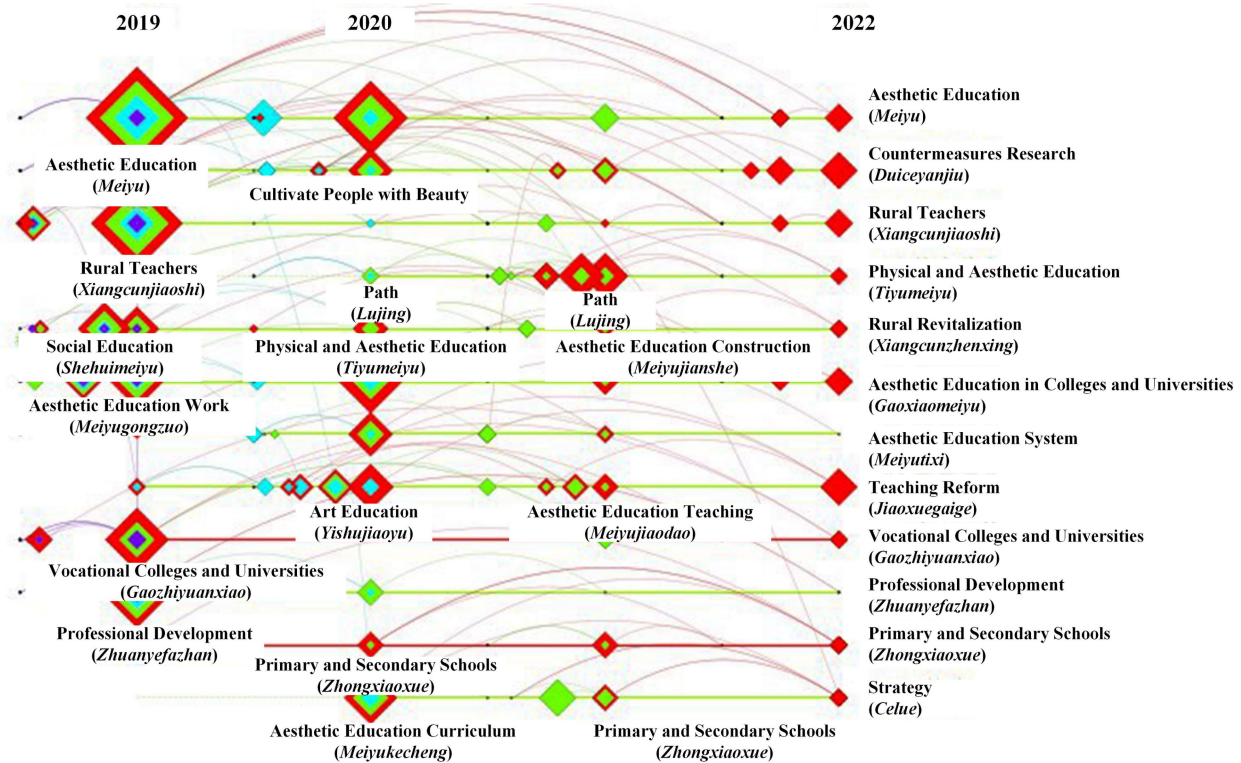 2019 2020 2022
Aesthetic Education
(Meiyu)
Countermeasures Research
(Duiceyanjiu)
Aesthetic Education
(Meiyu)
Cultivate People with Beauty
Rural Teachers
(Xiangcunjiaoshi)
Rural Teachers
(Xiangcunjiaoshi)
Physical and Aesthetic Education
(Tiyumeiyu)
Path
(Lujing)
Path
(Lujing)
Rural Revitalization
(Xiangcunzhenxing)
Social Education
(Shehuimeiyu)
Physical and Aesthetic Education
(Tiyumeiyu)
Aesthetic Education Construction
(Meiyujianshe)
Aesthetic Education in Colleges and Universities
(Gaoxiaomeiyu)
Aesthetic Education Work
(Meiyugongzuo)
Aesthetic Education System
(Meiyutixi)
Teaching Reform
(Jiaoxuegaige)
Art Education
(Yishujiaoyu)
Aesthetic Education Teaching
(Meiyujiaodao)
Vocational Colleges and Universities
(Gaozhiyuanxiao)
Vocational Colleges and Universities
(Gaozhiyuanxiao)
Professional Development
(Zhuanyefazhan)
Professional Development
(Zhuanyefazhan)
Primary and Secondary Schools
(Zhongxiaoxue)
Primary and Secondary Schools
(Zhongxiaoxue)
Strategy
(Celue)
Aesthetic Education Curriculum
(Meiyukecheng)
Primary and Secondary Schools
(Zhongxiaoxue)